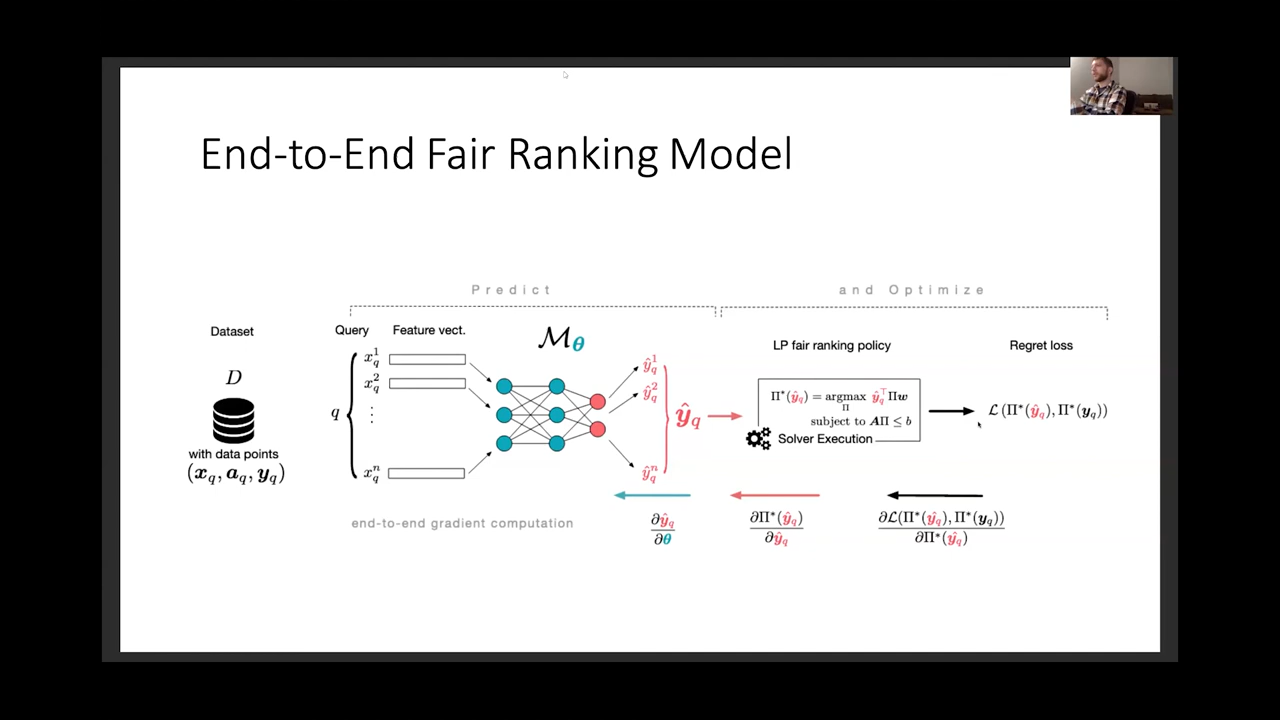 End-to-End Fair Ranking Model
Predict
and Optimize
Dataset
D
with data points
(x_q, a_q, y_q)
Query
Feature vect.
q
x_q^1
x_q^2
⋮
x_q^n
M_θ
ŷ_q^1
ŷ_q^2
ŷ_q^n
ŷ_q
LP fair ranking policy
Π*(ŷ_q) = argmax_Π ŷ_q^⊤ Π w
subject to AΠ ≤ b
Solver Execution
Regret loss
ℒ(Π*(ŷ_q), Π*(y_q))
end-to-end gradient computation
∂ŷ_q / ∂θ
∂Π*(ŷ_q) / ∂ŷ_q
∂ℒ(Π*(ŷ_q), Π*(y_q)) / ∂Π*(ŷ_q)